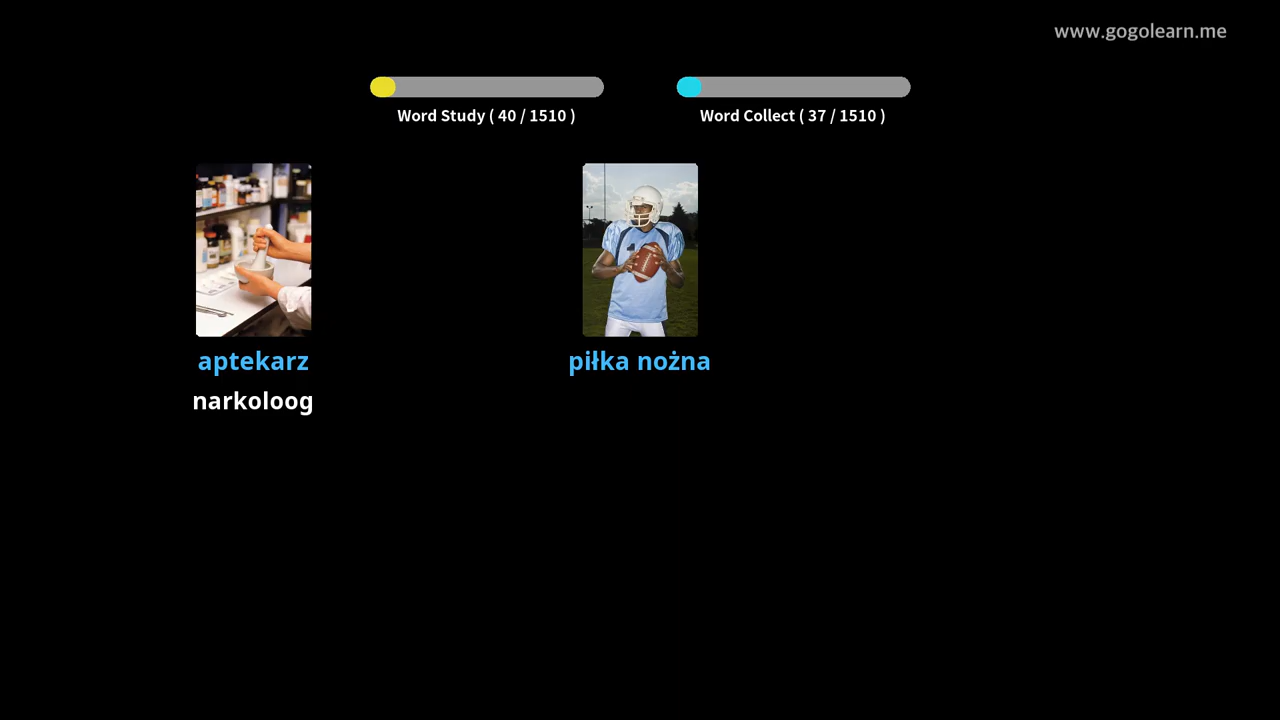 www.gogolearn.me
Word Study ( 40 / 1510 )
Word Collect ( 37 / 1510 )
aptekarz
piłka nożna
narkoloog